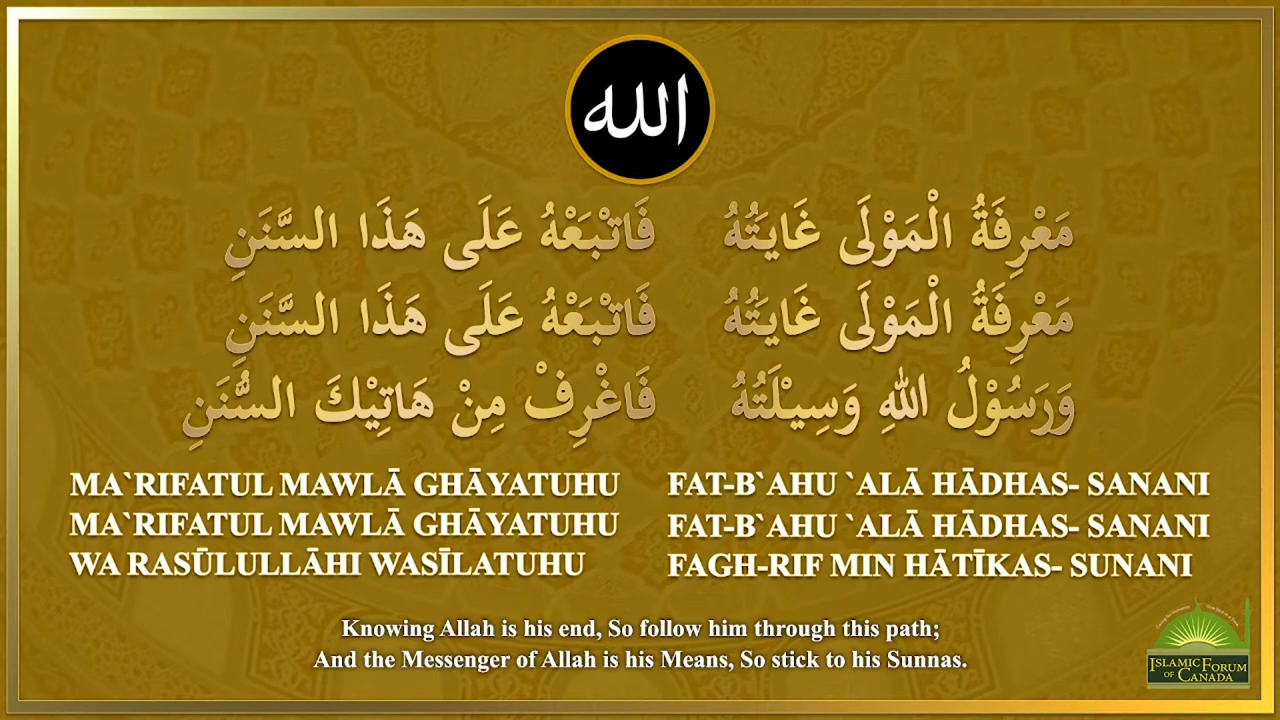 الله
مَعْرِفَةُ الْمَوْلَى غَايَتُهُ فَاتْبَعْهُ عَلَى هَذَا السَّنَنِ
مَعْرِفَةُ الْمَوْلَى غَايَتُهُ فَاتْبَعْهُ عَلَى هَذَا السَّنَنِ
وَرَسُوْلُ اللهِ وَسِيْلَتُهُ فَاغْرِفْ مِنْ هَاتِيْكَ السُّنَنِ
MA`RIFATUL MAWLĀ GHĀYATUHU FAT-B`AHU `ALĀ HĀDHAS- SANANI
MA`RIFATUL MAWLĀ GHĀYATUHU FAT-B`AHU `ALĀ HĀDHAS- SANANI
WA RASŪLULLĀHI WASĪLATUHU FAGH-RIF MIN HĀTĪKAS- SUNANI
Knowing Allah is his end, So follow him through this path;
And the Messenger of Allah is his Means, So stick to his Sunnas.
ISLAMIC FORUM
OF CANADA